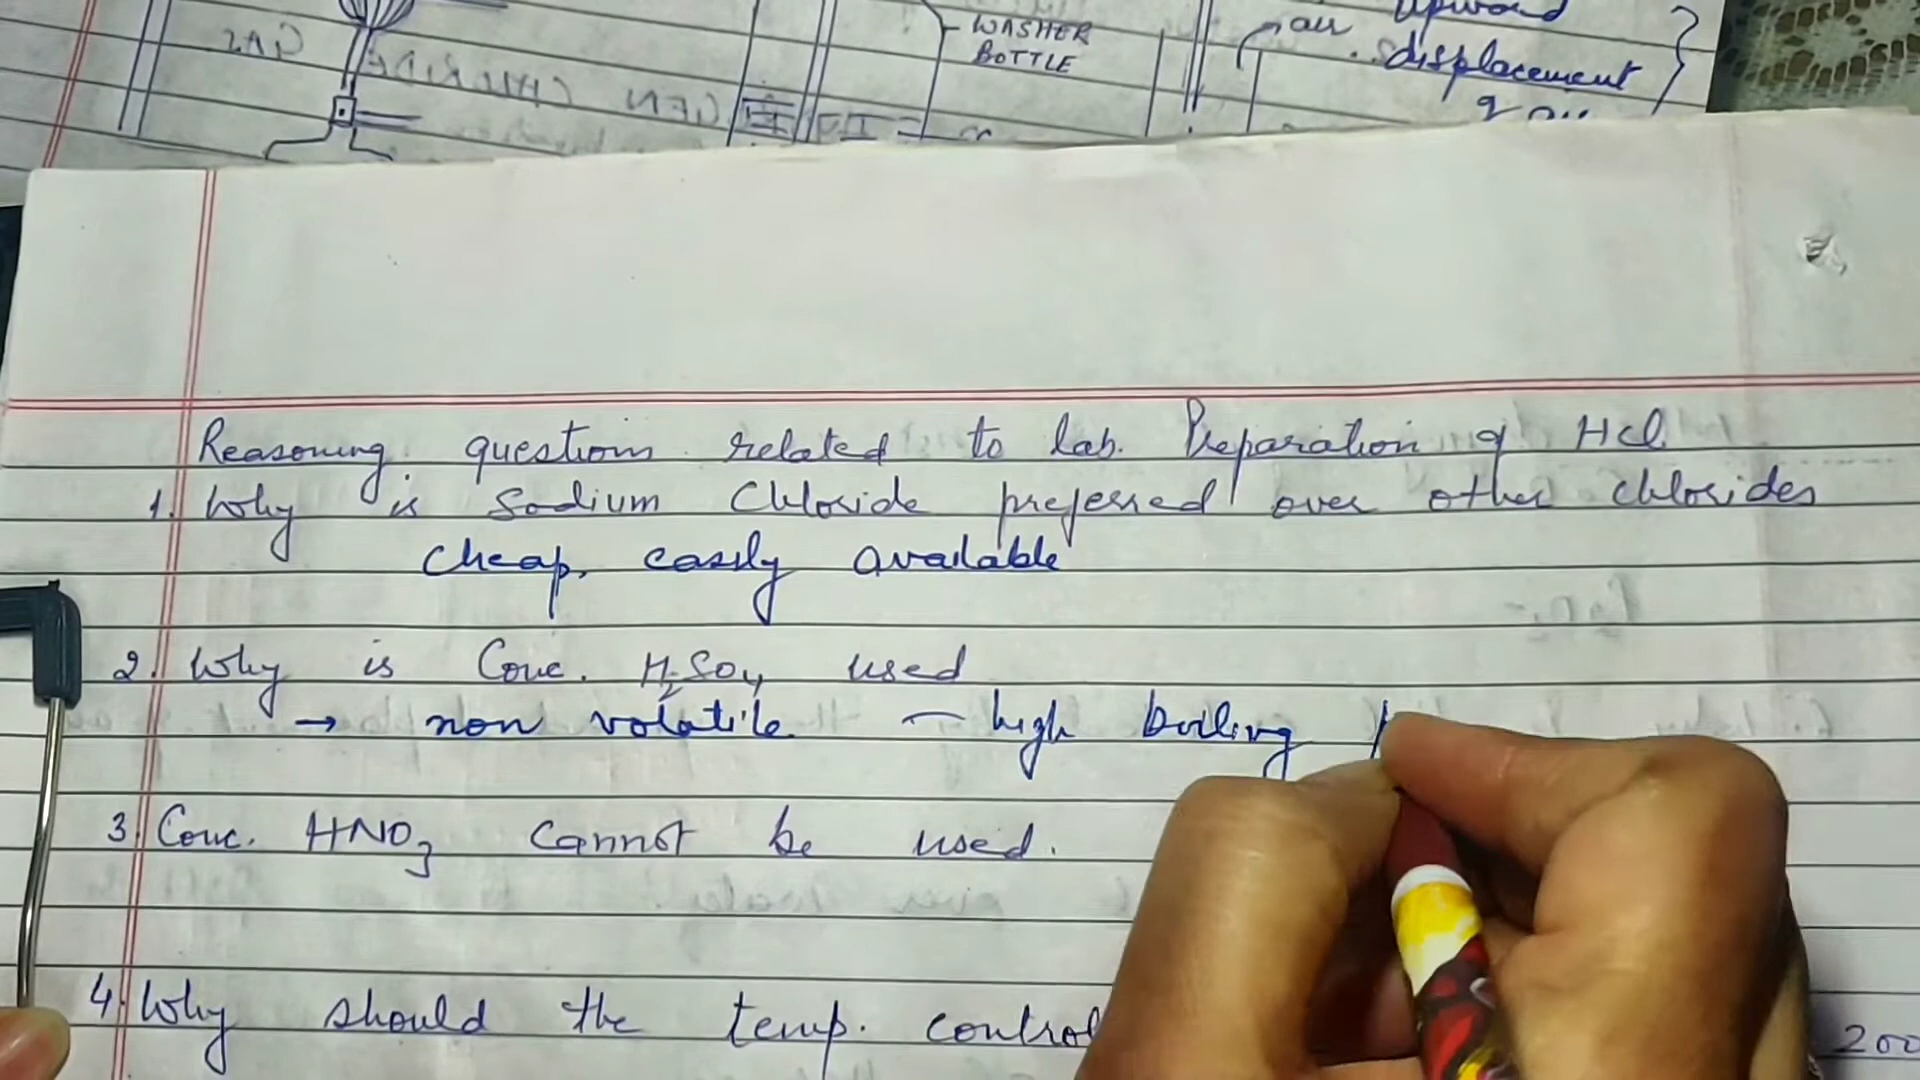 WASHER
BOTTLE
air upward
displacement
Reasoning questions related to lab. Preparation of HCl
1. Why is Sodium Chloride preferred over other chlorides
Cheap, easily available
2. Why is Conc. H₂SO₄ used
→ non volatile – high boiling
3. Conc. HNO₃ cannot be used.
4. Why should the temp. control 200